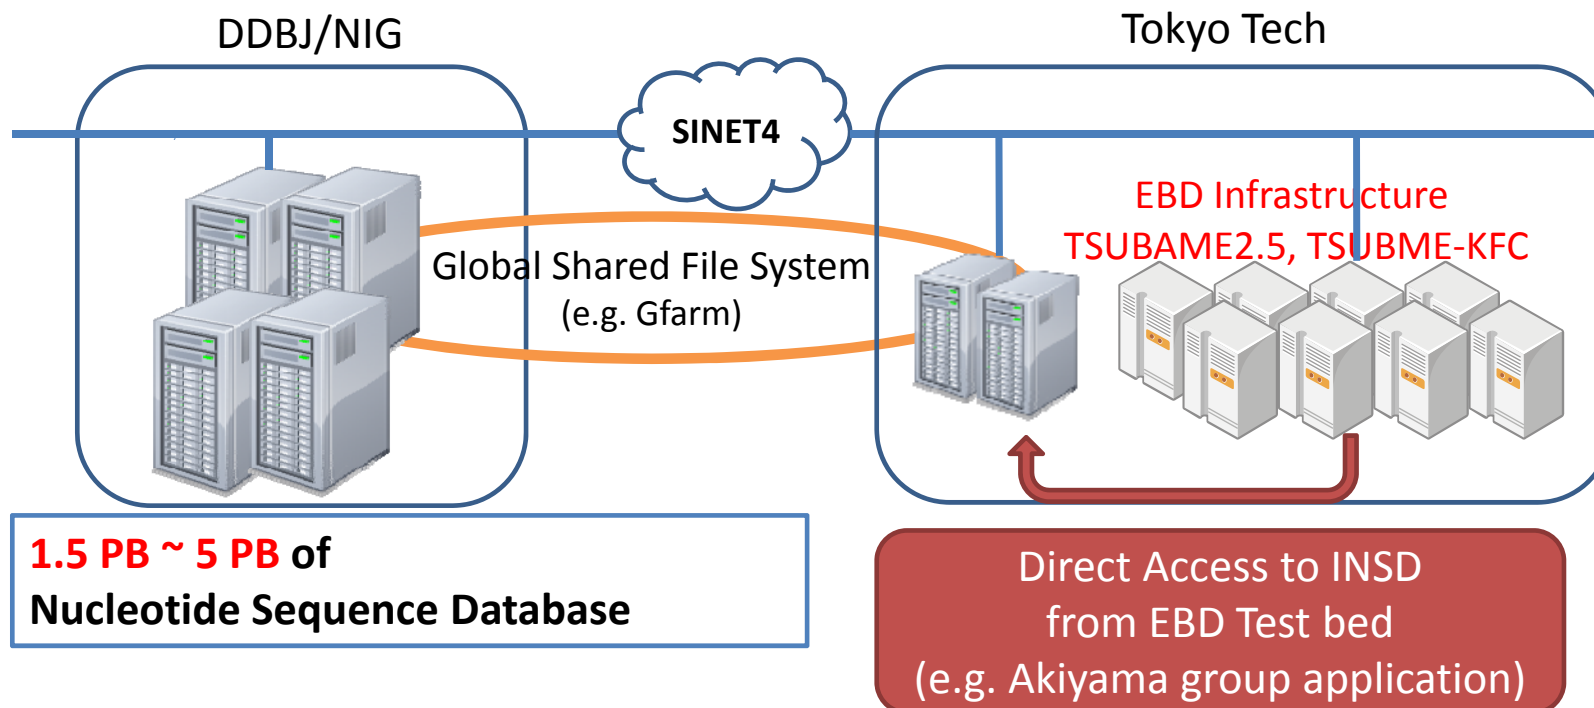 DDBJ/NIG
Tokyo Tech
SINET4
EBD Infrastructure
TSUBAME2.5, TSUBME-KFC
Global Shared File System
(e.g. Gfarm)
1.5 PB ~ 5 PB of
Nucleotide Sequence Database
Direct Access to INSD
from EBD Test bed
(e.g. Akiyama group application)